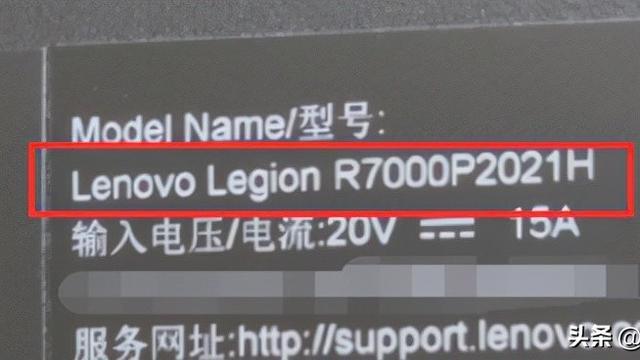 Model Name/型号:
Lenovo Legion R7000P2021H
输入电压/电流:20V ⎓ 15A
服务网址:http://support.lenovo.
头条 @